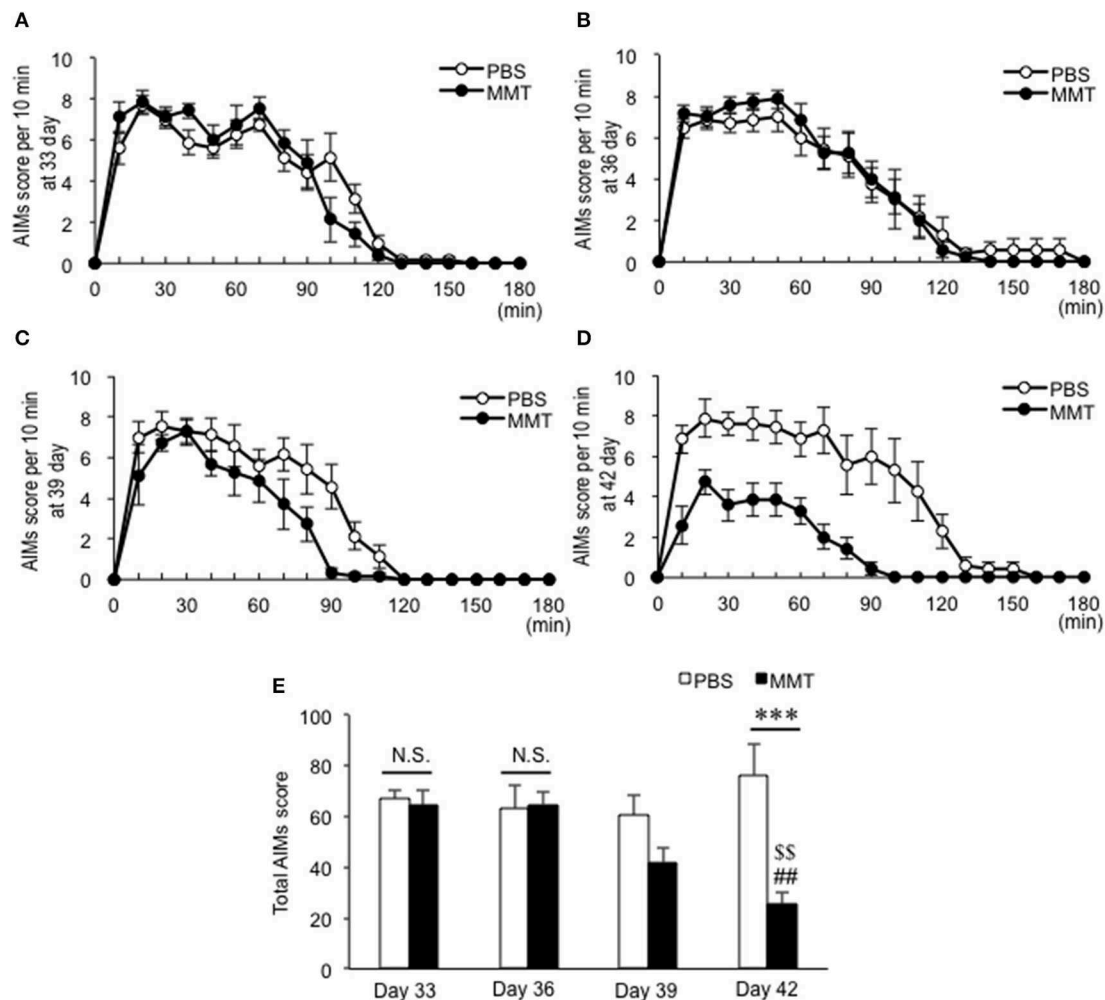 A
AIMs score per 10 min
at 33 day
10
8
6
4
2
0
PBS
MMT
0 30 60 90 120 150 180
(min)
B
AIMs score per 10 min
at 36 day
10
8
6
4
2
0
PBS
MMT
0 30 60 90 120 150 180
(min)
C
AIMs score per 10 min
at 39 day
10
8
6
4
2
0
PBS
MMT
0 30 60 90 120 150 180
(min)
D
AIMs score per 10 min
at 42 day
10
8
6
4
2
0
PBS
MMT
0 30 60 90 120 150 180
(min)
E
PBS MMT
Total AIMs score
100
80
60
40
20
0
N.S.
N.S.
***
$$
##
Day 33 Day 36 Day 39 Day 42